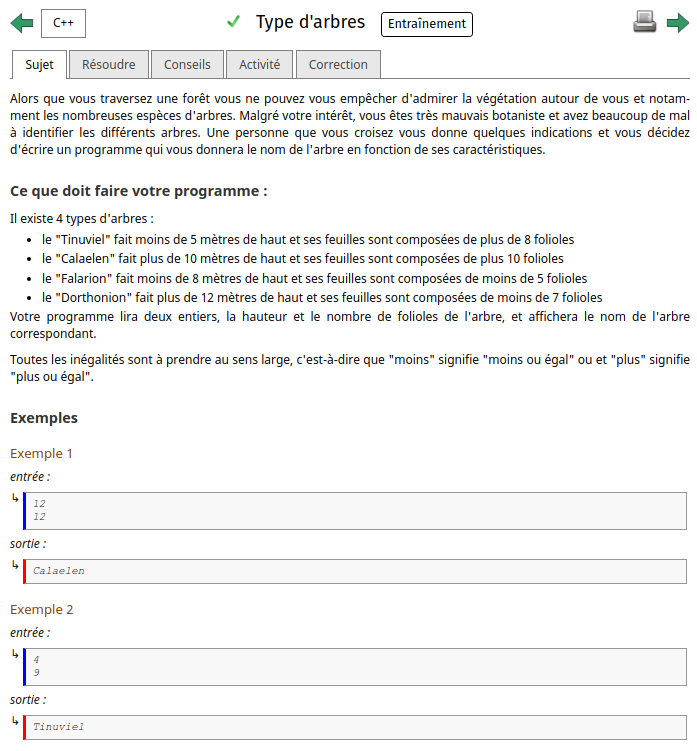 C++
Type d'arbres
Entraînement
Sujet
Résoudre
Conseils
Activité
Correction
Alors que vous traversez une forêt vous ne pouvez vous empêcher d'admirer la végétation autour de vous et notam-
ment les nombreuses espèces d'arbres. Malgré votre intérêt, vous êtes très mauvais botaniste et avez beaucoup de mal
à identifier les différents arbres. Une personne que vous croisez vous donne quelques indications et vous décidez
d'écrire un programme qui vous donnera le nom de l'arbre en fonction de ses caractéristiques.
Ce que doit faire votre programme :
Il existe 4 types d'arbres :
• le "Tinuviel" fait moins de 5 mètres de haut et ses feuilles sont composées de plus de 8 folioles
• le "Calaelen" fait plus de 10 mètres de haut et ses feuilles sont composées de plus 10 folioles
• le "Falarion" fait moins de 8 mètres de haut et ses feuilles sont composées de moins de 5 folioles
• le "Dorthonion" fait plus de 12 mètres de haut et ses feuilles sont composées de moins de 7 folioles
Votre programme lira deux entiers, la hauteur et le nombre de folioles de l'arbre, et affichera le nom de l'arbre
correspondant.
Toutes les inégalités sont à prendre au sens large, c'est-à-dire que "moins" signifie "moins ou égal" ou et "plus" signifie
"plus ou égal".
Exemples
Exemple 1
entrée :
12
12
sortie :
Calaelen
Exemple 2
entrée :
4
9
sortie :
Tinuviel